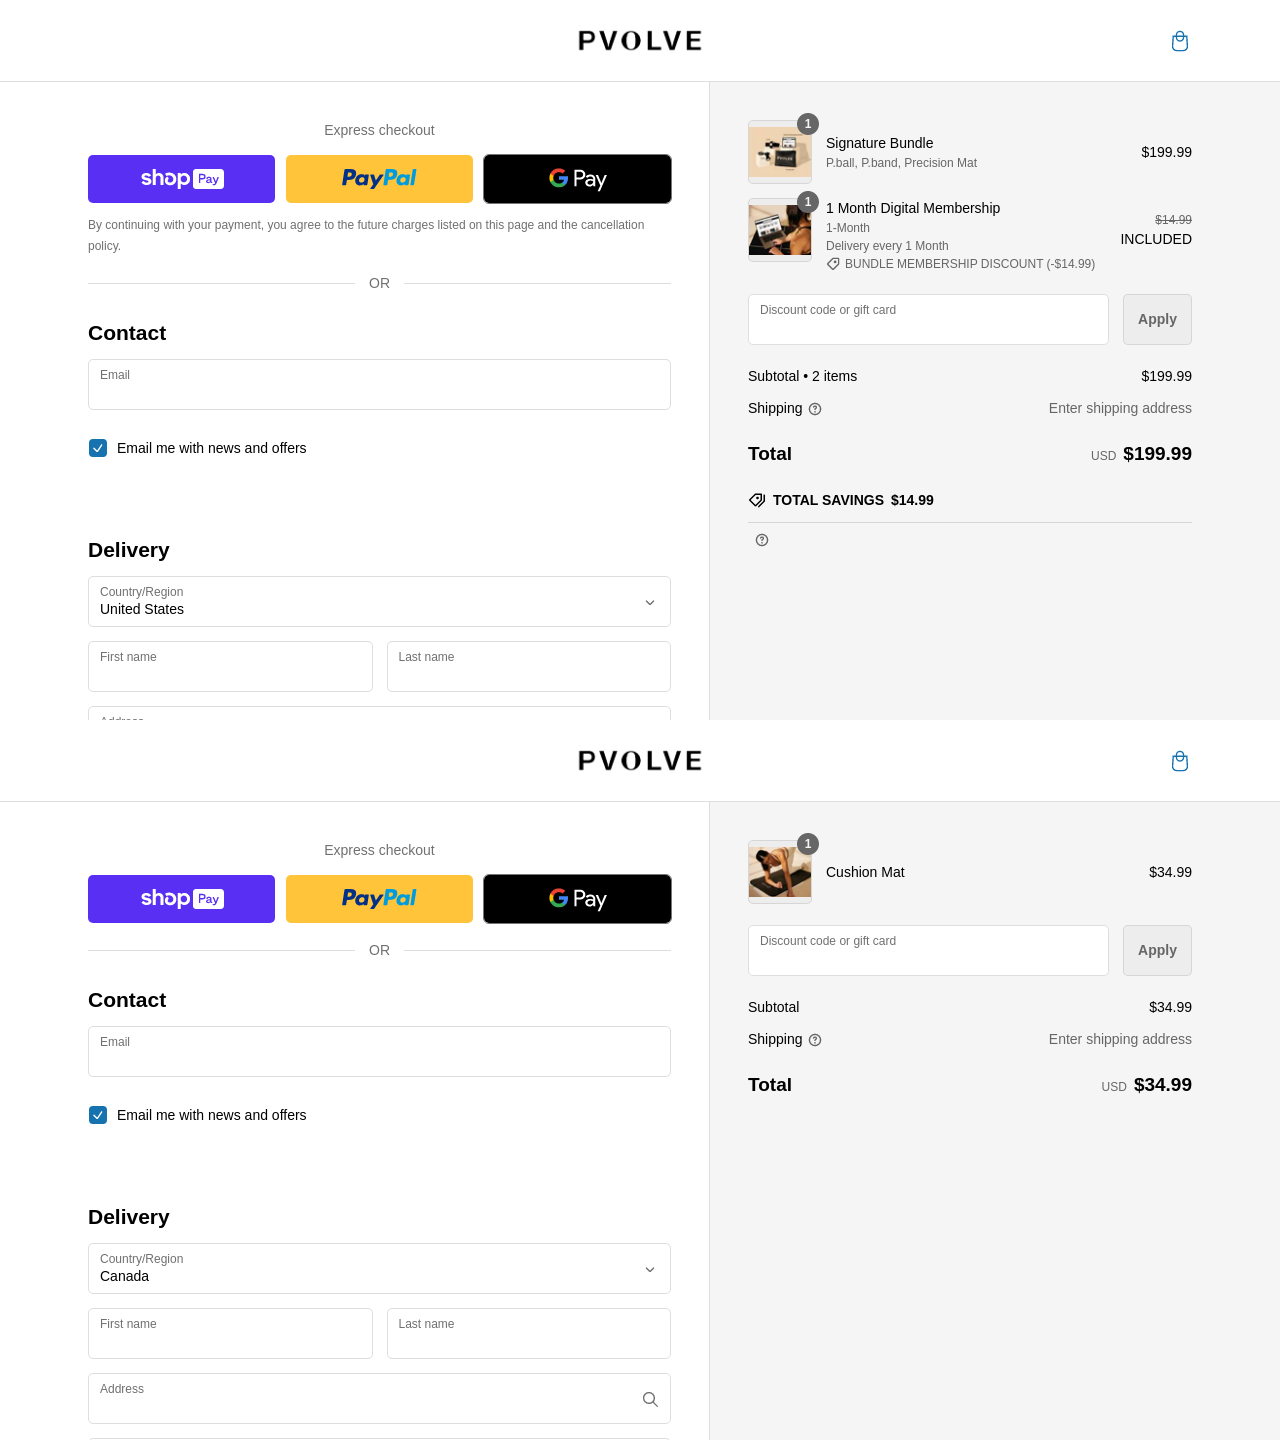 PVOLVE
Express checkout
shop Pay
PayPal
G Pay
By continuing with your payment, you agree to the future charges listed on this page and the cancellation
policy.
OR
Contact
Email
Email me with news and offers
Delivery
Country/Region
United States
First name
Last name
Address
1
Signature Bundle
P.ball, P.band, Precision Mat
$199.99
1
1 Month Digital Membership
1-Month
Delivery every 1 Month
BUNDLE MEMBERSHIP DISCOUNT (-$14.99)
$14.99
INCLUDED
Discount code or gift card
Apply
Subtotal • 2 items
$199.99
Shipping
Enter shipping address
Total
USD $199.99
TOTAL SAVINGS $14.99
PVOLVE
Express checkout
shop Pay
PayPal
G Pay
OR
Contact
Email
Email me with news and offers
Delivery
Country/Region
Canada
First name
Last name
Address
1
Cushion Mat
$34.99
Discount code or gift card
Apply
Subtotal
$34.99
Shipping
Enter shipping address
Total
USD $34.99